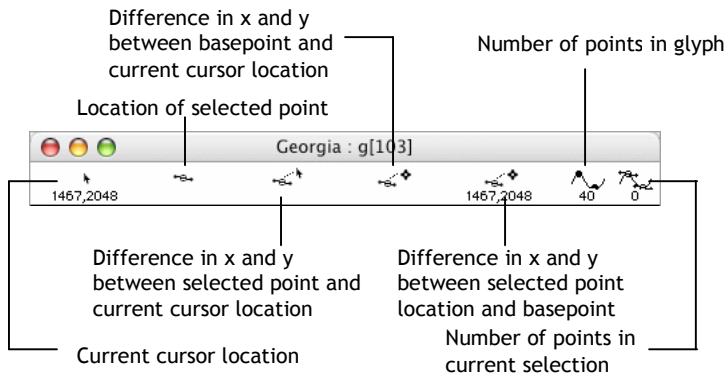 Difference in x and y
between basepoint and
current cursor location
Number of points in glyph
Location of selected point
Georgia : g[103]
1467,2048
1467,2048
40
0
Difference in x and y
between selected point and
current cursor location
Difference in x and y
between selected point
location and basepoint
Current cursor location
Number of points in
current selection